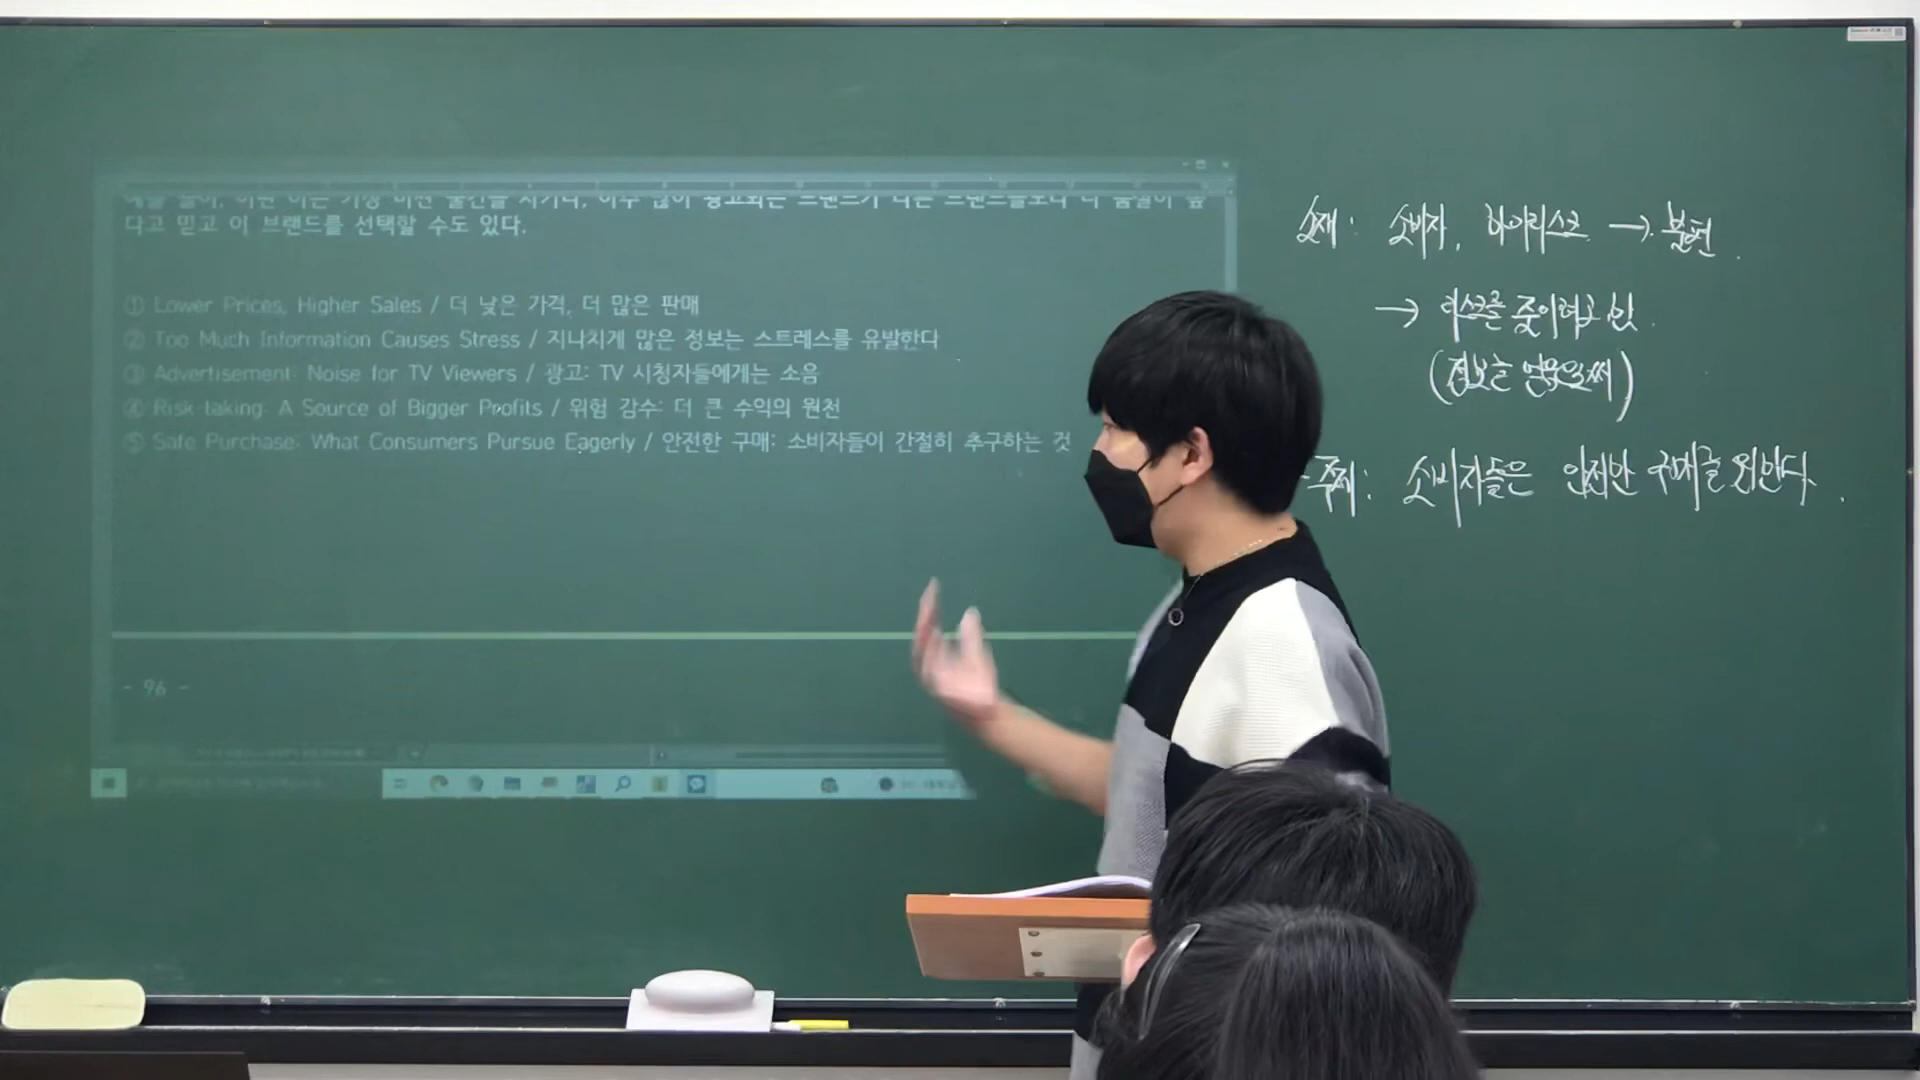 다고 믿고 이 브랜드를 선택할 수도 있다.
① Lower Prices, Higher Sales / 더 낮은 가격, 더 많은 판매
② Too Much Information Causes Stress / 지나치게 많은 정보는 스트레스를 유발한다
③ Advertisement: Noise for TV Viewers / 광고: TV 시청자들에게는 소음
④ Risk-taking: A Source of Bigger Profits / 위험 감수: 더 큰 수익의 원천
⑤ Safe Purchase: What Consumers Pursue Eagerly / 안전한 구매: 소비자들이 간절히 추구하는 것
- 96 -
소재: 소비자, 하이리스크 → 불편.
→ 리스크를 줄이려고 함.
(정보를 얻음으로써)
주제: 소비자들은 안전한 구매를 원한다.